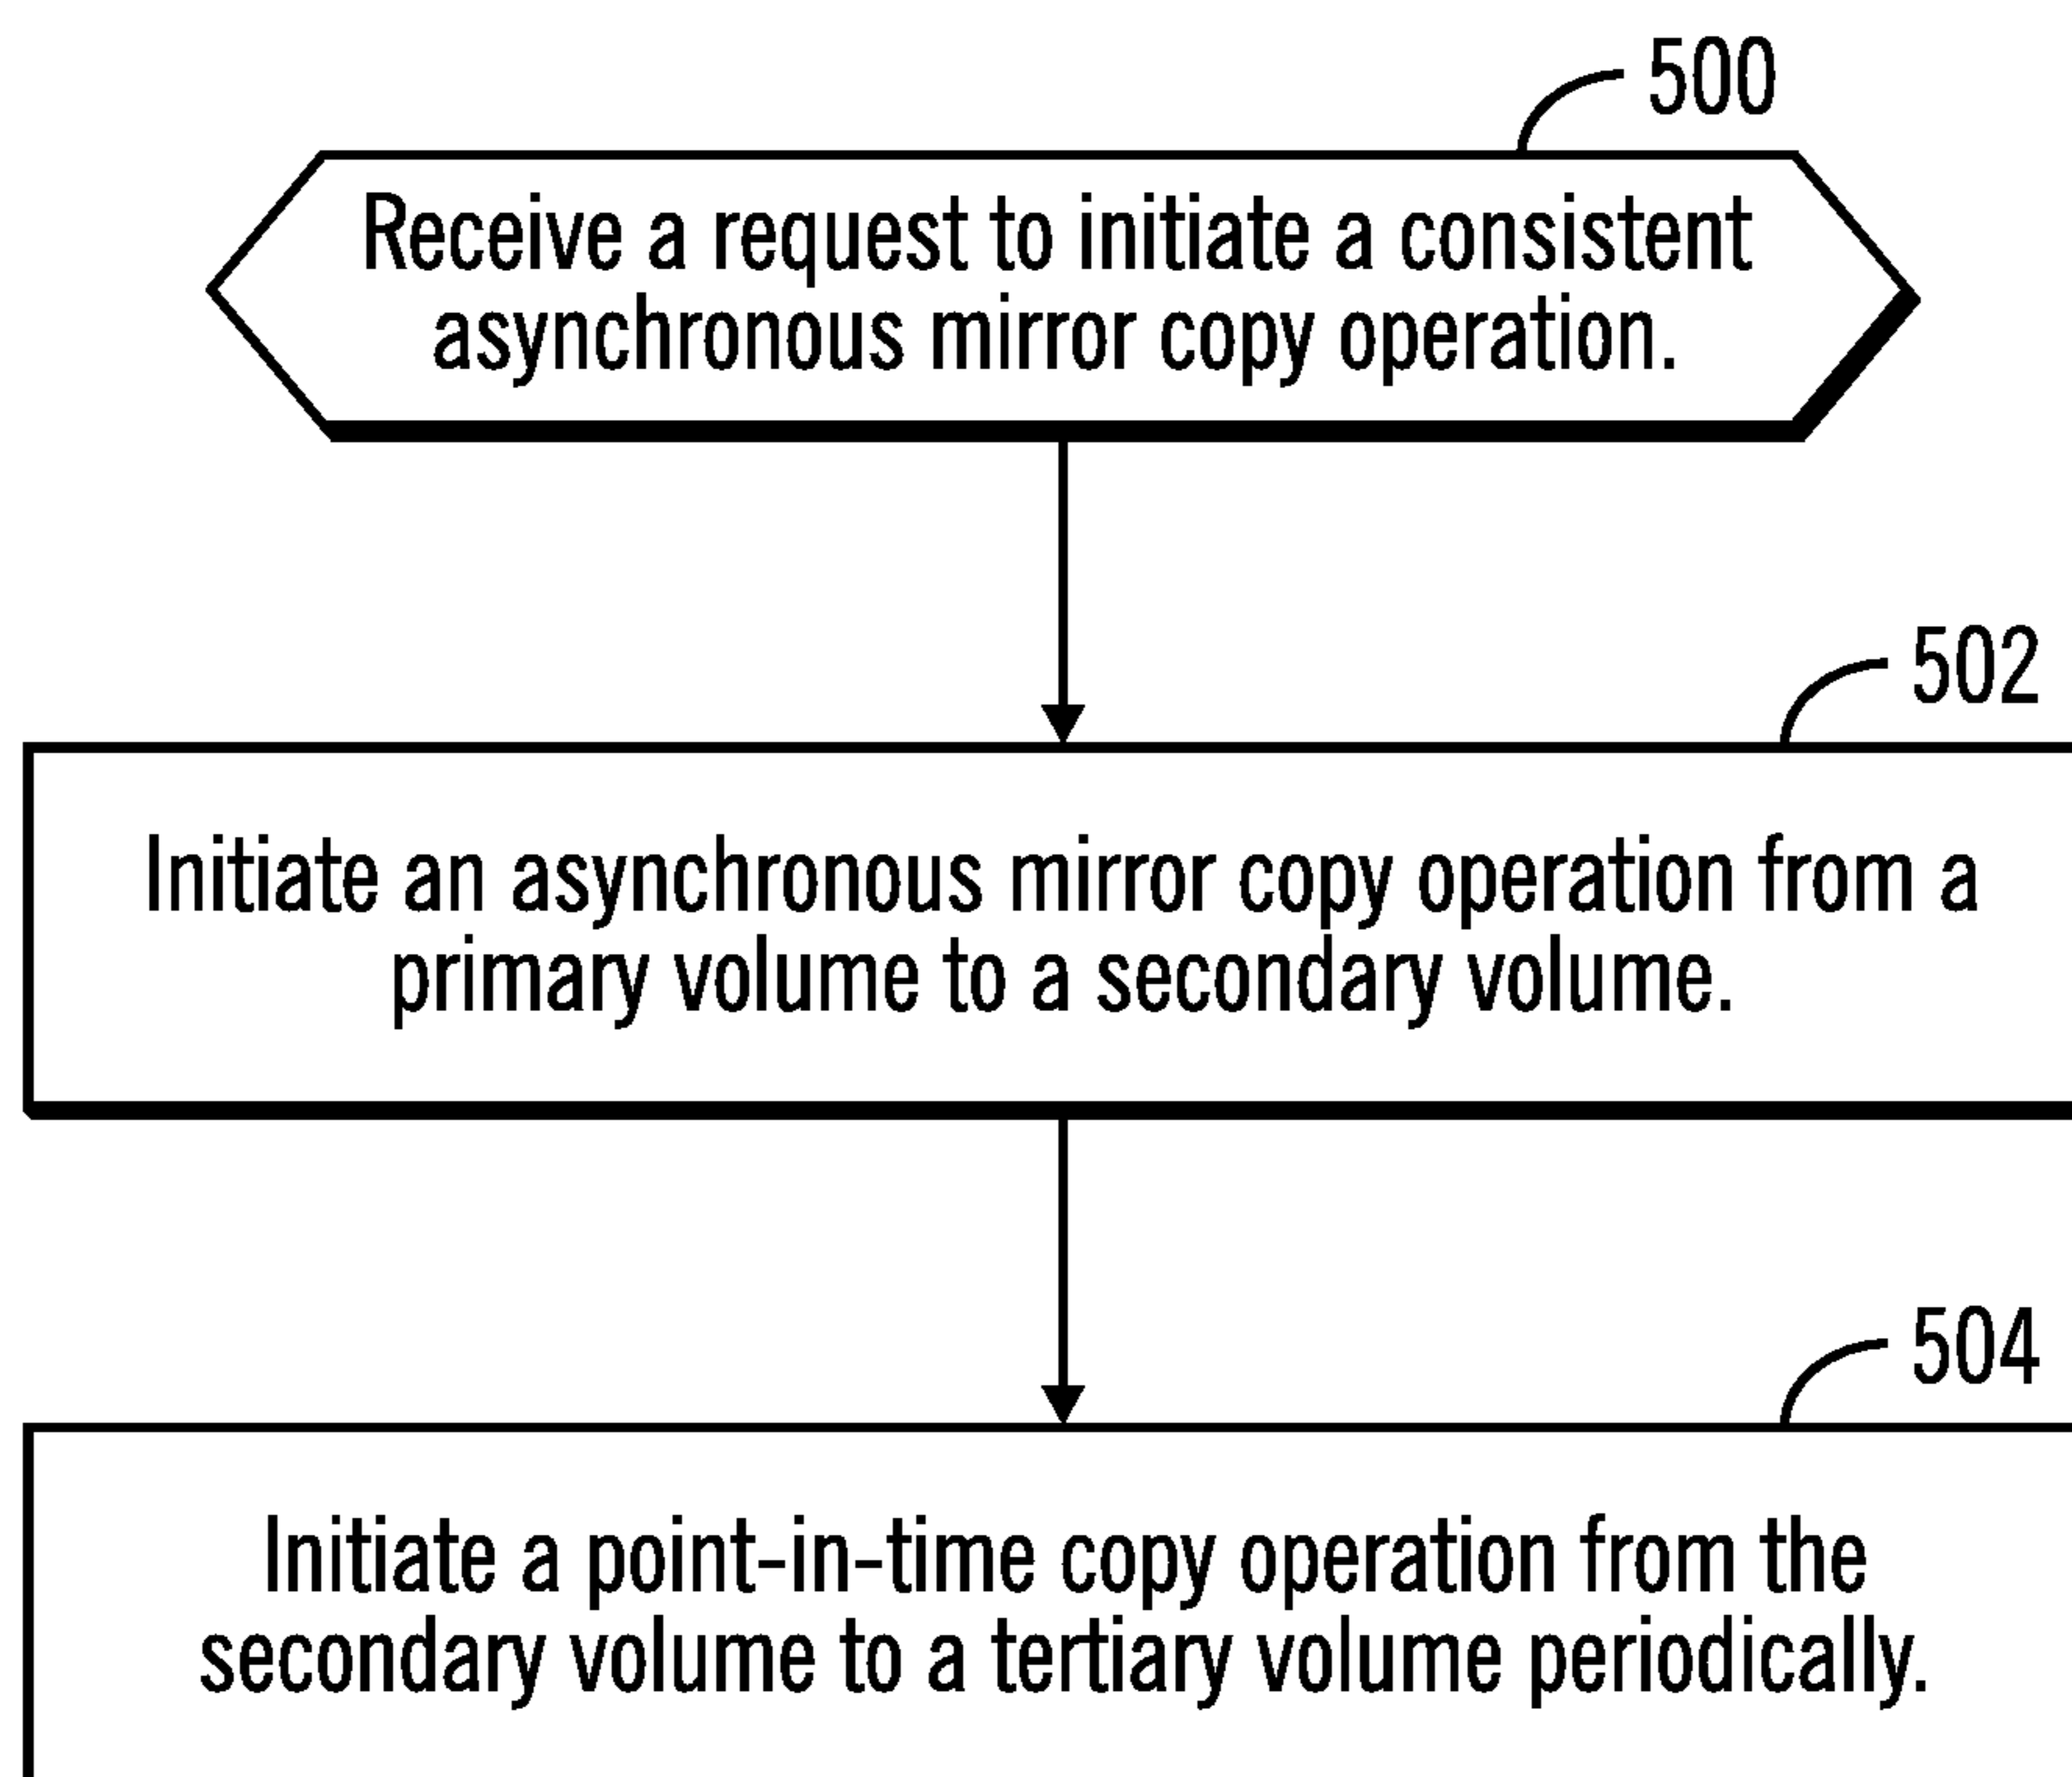 500
Receive a request to initiate a consistent
asynchronous mirror copy operation.
502
Initiate an asynchronous mirror copy operation from a
primary volume to a secondary volume.
504
Initiate a point-in-time copy operation from the
secondary volume to a tertiary volume periodically.